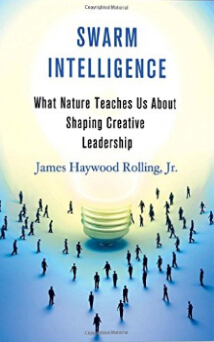 SWARM
INTELLIGENCE
What Nature Teaches Us About
Shaping Creative
Leadership
James Haywood Rolling, Jr.